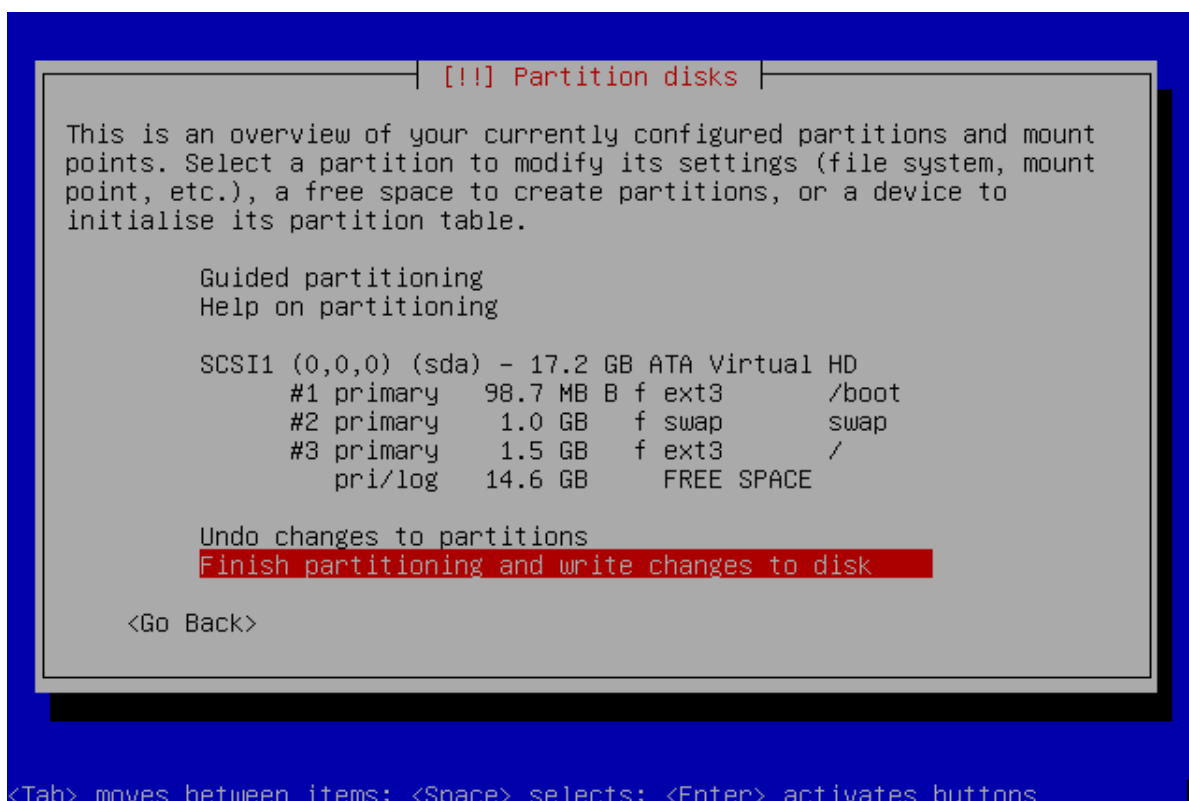 [!!] Partition disks
This is an overview of your currently configured partitions and mount
points. Select a partition to modify its settings (file system, mount
point, etc.), a free space to create partitions, or a device to
initialise its partition table.
Guided partitioning
Help on partitioning
SCSI1 (0,0,0) (sda) – 17.2 GB ATA Virtual HD
#1 primary 98.7 MB B f ext3 /boot
#2 primary 1.0 GB f swap swap
#3 primary 1.5 GB f ext3 /
pri/log 14.6 GB FREE SPACE
Undo changes to partitions
Finish partitioning and write changes to disk
<Go Back>
<Tab> moves between items; <Space> selects; <Enter> activates buttons